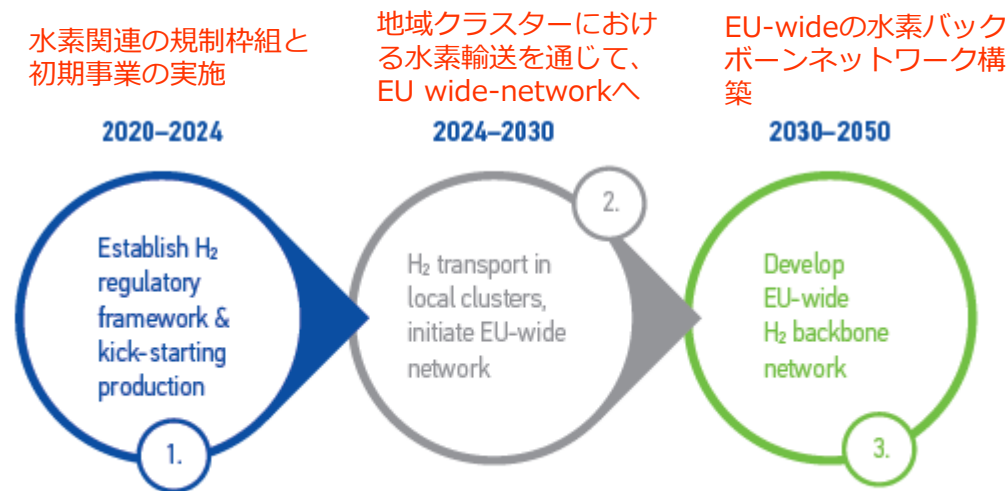 水素関連の規制枠組と
初期事業の実施
地域クラスターにおけ
る水素輸送を通じて、
EU wide-networkへ
EU-wideの水素バック
ボーンネットワーク構
築
2020–2024
2024–2030
2030–2050
Establish H₂
regulatory
framework &
kick-starting
production
1.
2.
H₂ transport in
local clusters,
initiate EU-wide
network
Develop
EU-wide
H₂ backbone
network
3.